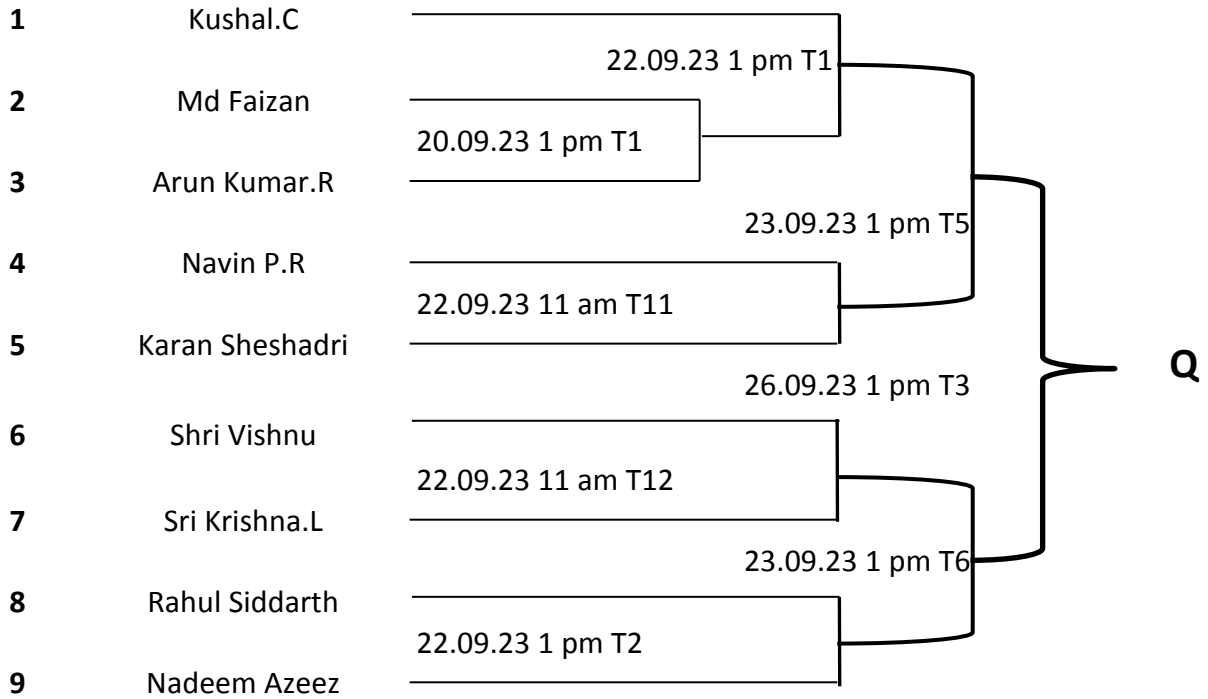 1 Kushal.C
22.09.23 1 pm T1
2 Md Faizan
20.09.23 1 pm T1
3 Arun Kumar.R
23.09.23 1 pm T5
4 Navin P.R
22.09.23 11 am T11
5 Karan Sheshadri
Q
26.09.23 1 pm T3
6 Shri Vishnu
22.09.23 11 am T12
7 Sri Krishna.L
23.09.23 1 pm T6
8 Rahul Siddarth
22.09.23 1 pm T2
9 Nadeem Azeez